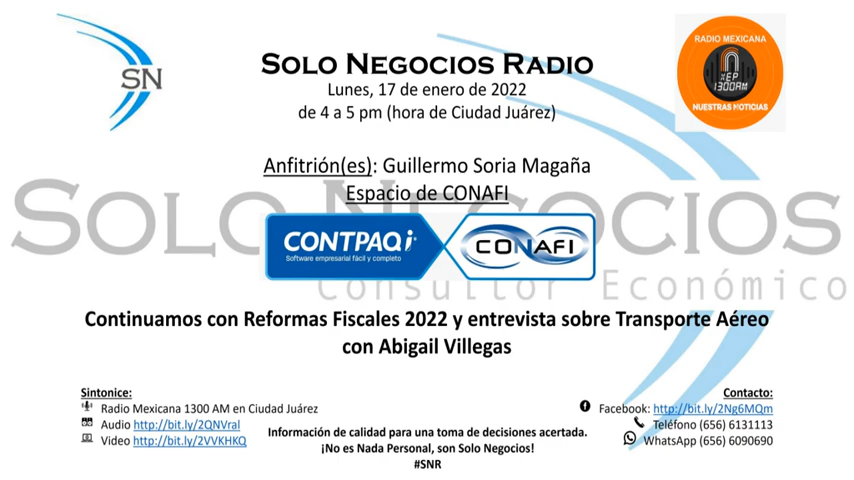 SN
SOLO NEGOCIOS RADIO
Lunes, 17 de enero de 2022
de 4 a 5 pm (hora de Ciudad Juárez)
RADIO MEXICANA
XEP
1300AM
NUESTRAS NOTICIAS
Anfitrión(es): Guillermo Soria Magaña
Espacio de CONAFI
SOLO NEGOCIOS
Consultor Económico
CONTPAQi
Software empresarial fácil y completo
CONAFI
Continuamos con Reformas Fiscales 2022 y entrevista sobre Transporte Aéreo
con Abigail Villegas
Sintonice:
Radio Mexicana 1300 AM en Ciudad Juárez
Audio http://bit.ly/2QNVral
Video http://bit.ly/2VVKHKQ
Información de calidad para una toma de decisiones acertada.
¡No es Nada Personal, son Solo Negocios!
#SNR
Contacto:
Facebook: http://bit.ly/2Ng6MQm
Teléfono (656) 6131113
WhatsApp (656) 6090690